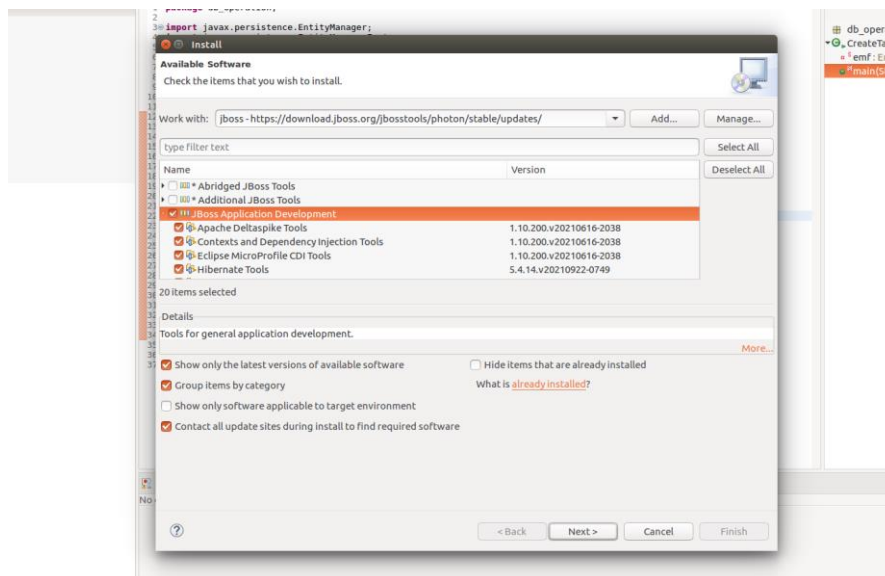 package db_operation;
import javax.persistence.EntityManager;
Install
Available Software
Check the items that you wish to install.
Work with: jboss - https://download.jboss.org/jbosstools/photon/stable/updates/ Add... Manage...
type filter text Select All
Name Version Deselect All
* Abridged JBoss Tools
* Additional JBoss Tools
JBoss Application Development
Apache Deltaspike Tools 1.10.200.v20210616-2038
Contexts and Dependency Injection Tools 1.10.200.v20210616-2038
Eclipse MicroProfile CDI Tools 1.10.200.v20210616-2038
Hibernate Tools 5.4.14.v20210922-0749
20 items selected
Details
Tools for general application development.
More...
Show only the latest versions of available software Hide items that are already installed
Group items by category What is already installed?
Show only software applicable to target environment
Contact all update sites during install to find required software
? < Back Next > Cancel Finish
db_oper
CreateTa
emf : E
main(S
No